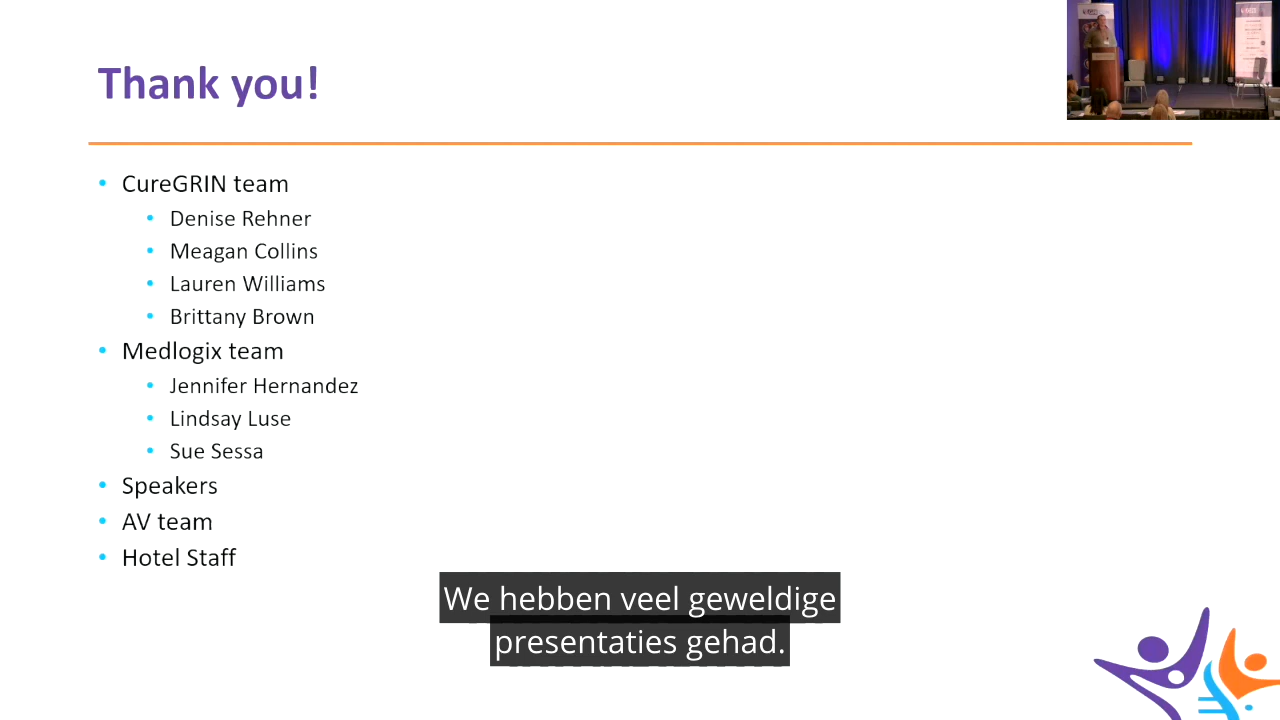 Thank you!
CureGRIN team
Denise Rehner
Meagan Collins
Lauren Williams
Brittany Brown
Medlogix team
Jennifer Hernandez
Lindsay Luse
Sue Sessa
Speakers
AV team
Hotel Staff
We hebben veel geweldige
presentaties gehad.